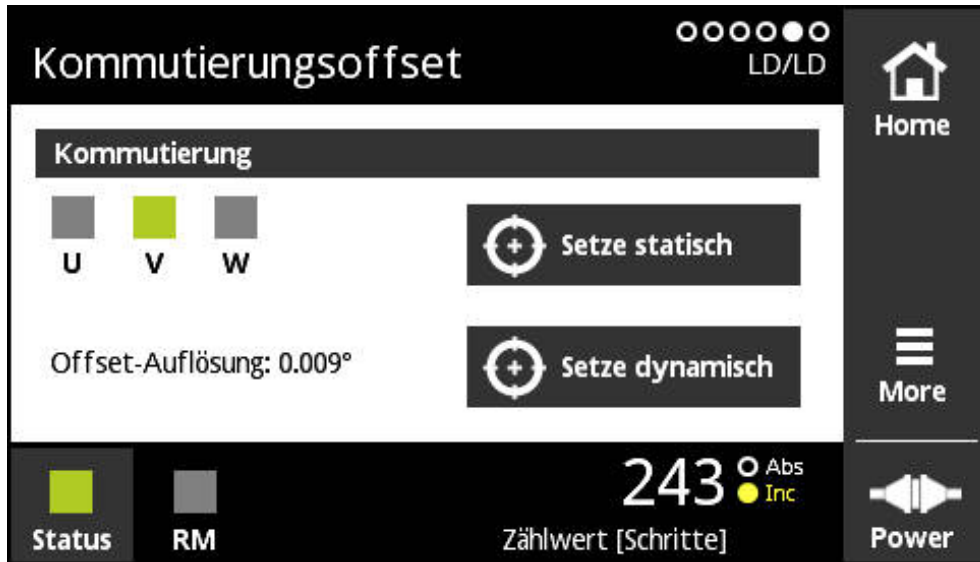 Kommutierungsoffset
LD/LD
Home
Kommutierung
U V W
Setze statisch
Offset-Auflösung: 0.009°
Setze dynamisch
More
Status
RM
243
Abs
Inc
Zählwert [Schritte]
Power